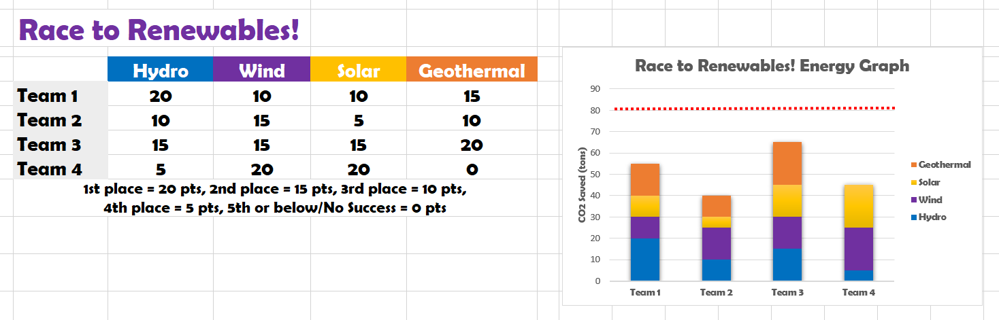 Race to Renewables!
Hydro Wind Solar Geothermal
Team 1 20 10 10 15
Team 2 10 15 5 10
Team 3 15 15 15 20
Team 4 5 20 20 0
1st place = 20 pts, 2nd place = 15 pts, 3rd place = 10 pts,
4th place = 5 pts, 5th or below/No Success = 0 pts
Race to Renewables! Energy Graph
CO2 Saved (tons)
90
80
70
60
50
40
30
20
10
0
Team 1 Team 2 Team 3 Team 4
Geothermal
Solar
Wind
Hydro